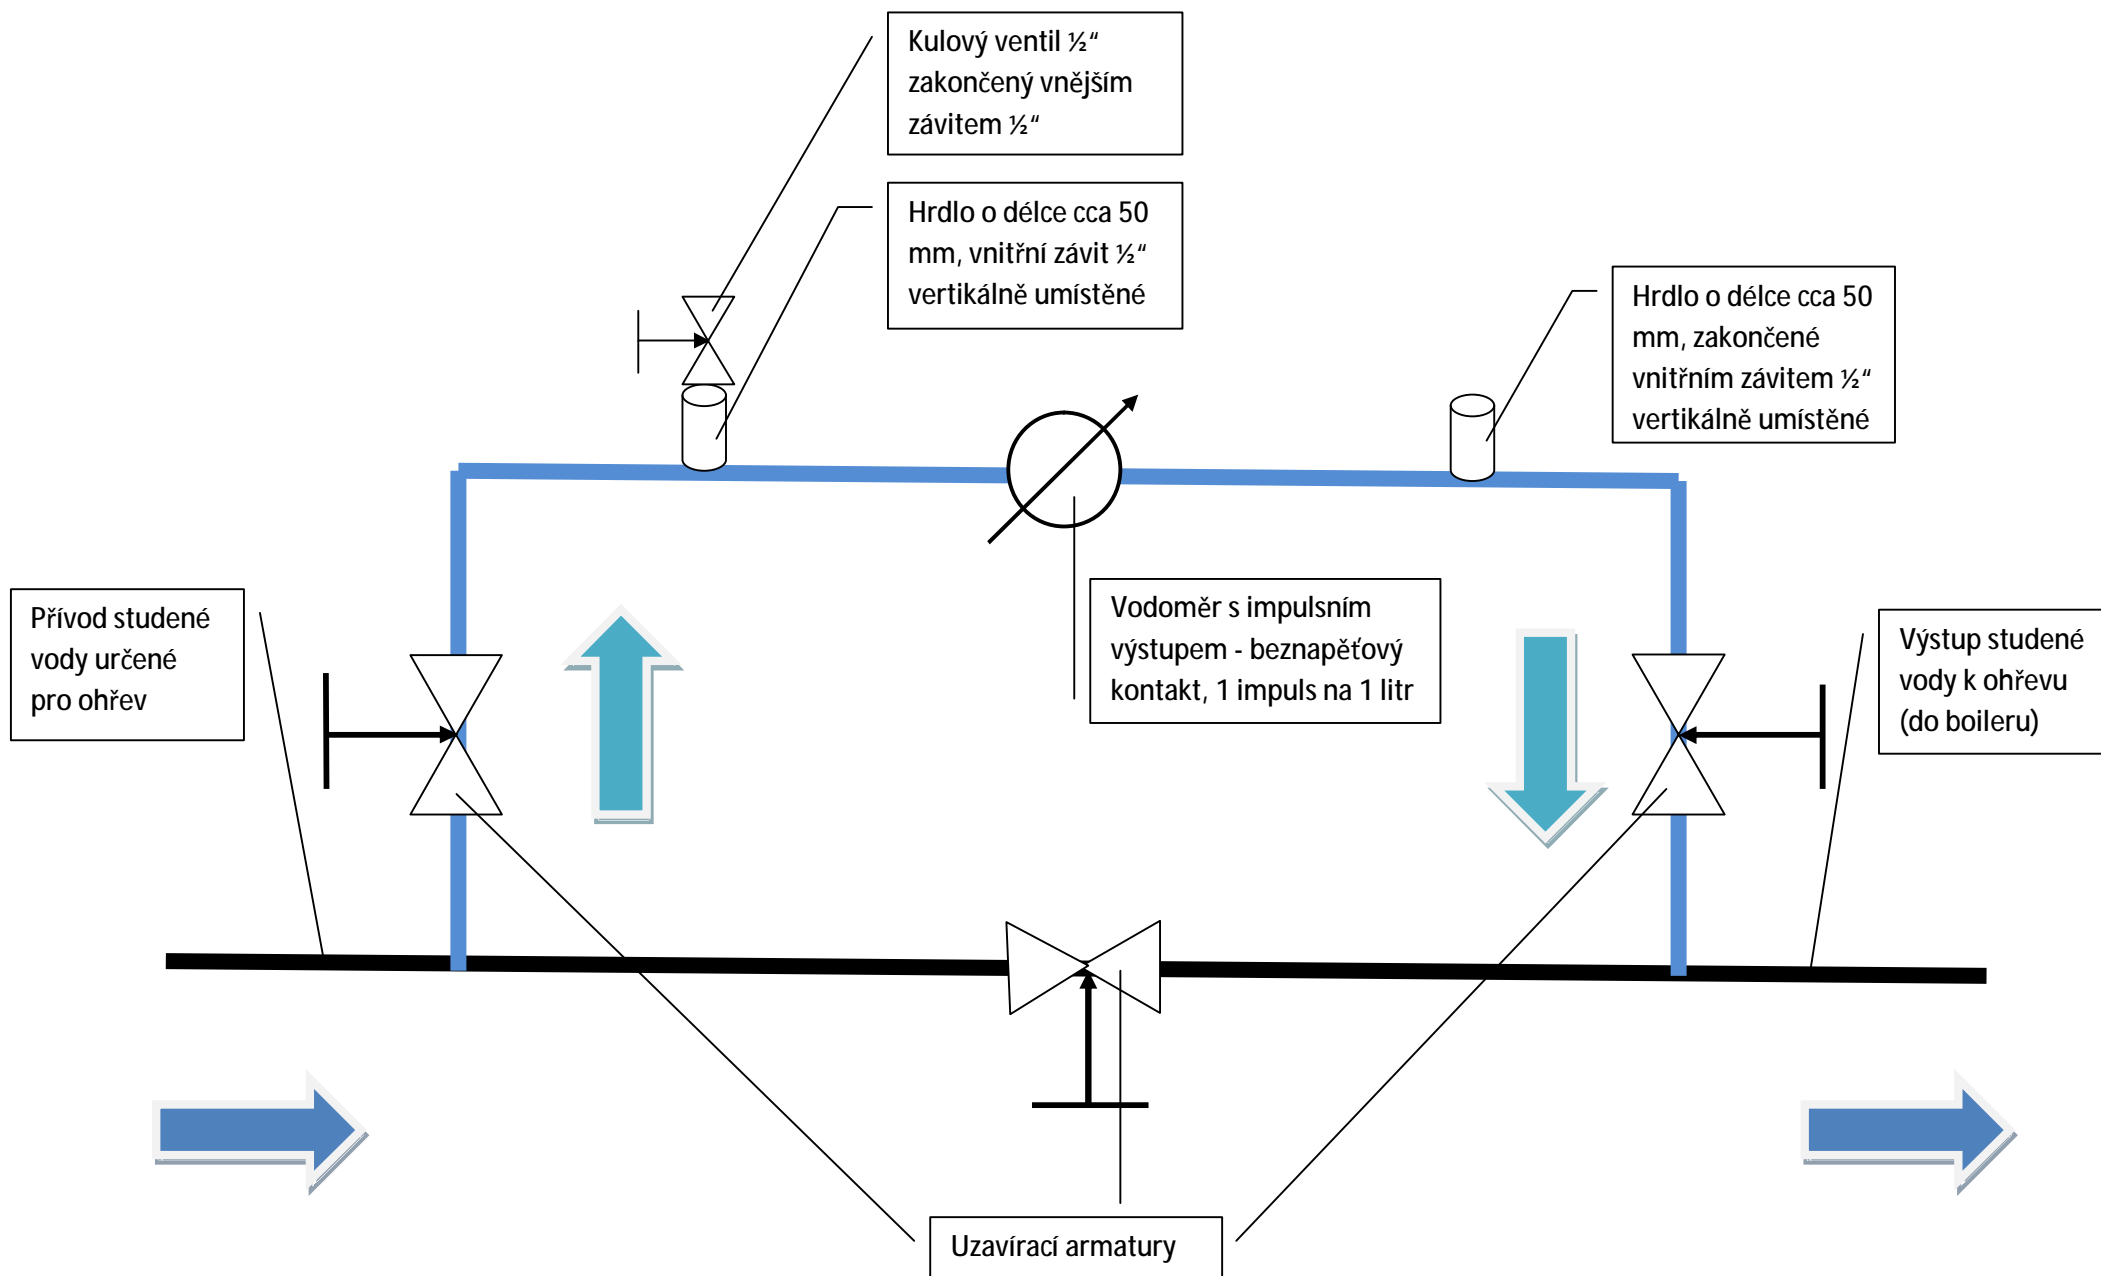 Kulový ventil ½“
zakončený vnějším
závitem ½“
Hrdlo o délce cca 50
mm, vnitřní závit ½“
vertikálně umístěné
Hrdlo o délce cca 50
mm, zakončené
vnitřním závitem ½“
vertikálně umístěné
Přívod studené
vody určené
pro ohřev
Vodoměr s impulsním
výstupem - beznapěťový
kontakt, 1 impuls na 1 litr
Výstup studené
vody k ohřevu
(do boileru)
Uzavírací armatury